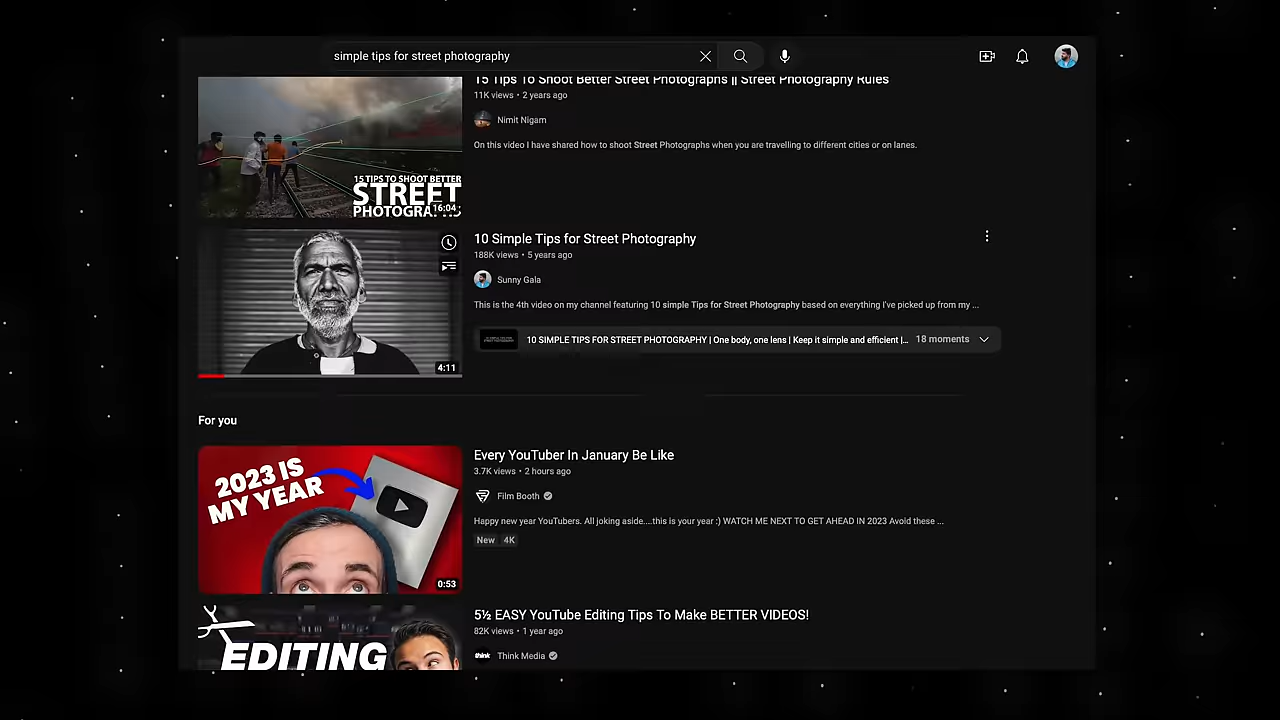 simple tips for street photography
15 Tips To Shoot Better Street Photographs || Street Photography Rules
11K views • 2 years ago
Nimit Nigam
On this video I have shared how to shoot Street Photographs when you are travelling to different cities or on lanes.
15 TIPS TO SHOOT BETTER
STREET
PHOTOGRA
16:04
10 Simple Tips for Street Photography
188K views • 5 years ago
Sunny Gala
This is the 4th video on my channel featuring 10 simple Tips for Street Photography based on everything I've picked up from my ...
10 SIMPLE TIPS FOR STREET PHOTOGRAPHY | One body, one lens | Keep it simple and efficient |... 18 moments
4:11
For you
2023 IS
MY YEAR
0:53
Every YouTuber In January Be Like
3.7K views • 2 hours ago
Film Booth
Happy new year YouTubers. All joking aside....this is your year :) WATCH ME NEXT TO GET AHEAD IN 2023 Avoid these ...
New 4K
EDITING
5½ EASY YouTube Editing Tips To Make BETTER VIDEOS!
82K views • 1 year ago
think
Think Media